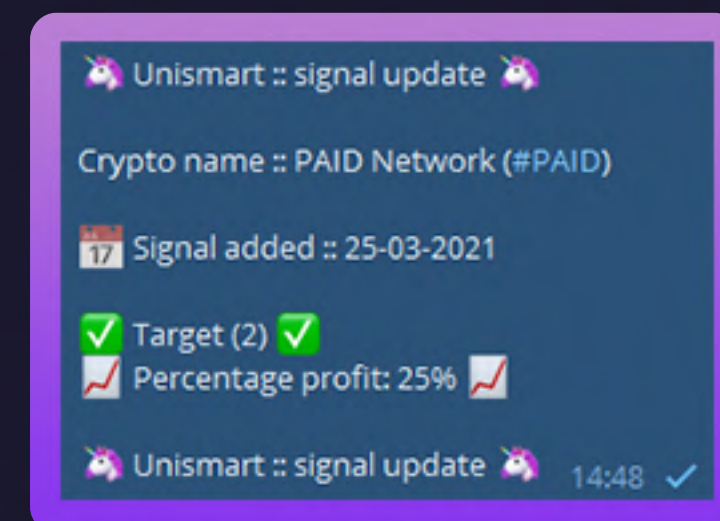 🦄 Unismart :: signal update 🦄
Crypto name :: PAID Network (#PAID)
17 Signal added :: 25-03-2021
✅ Target (2) ✅
📈 Percentage profit: 25% 📈
🦄 Unismart :: signal update 🦄 14:48 ✓